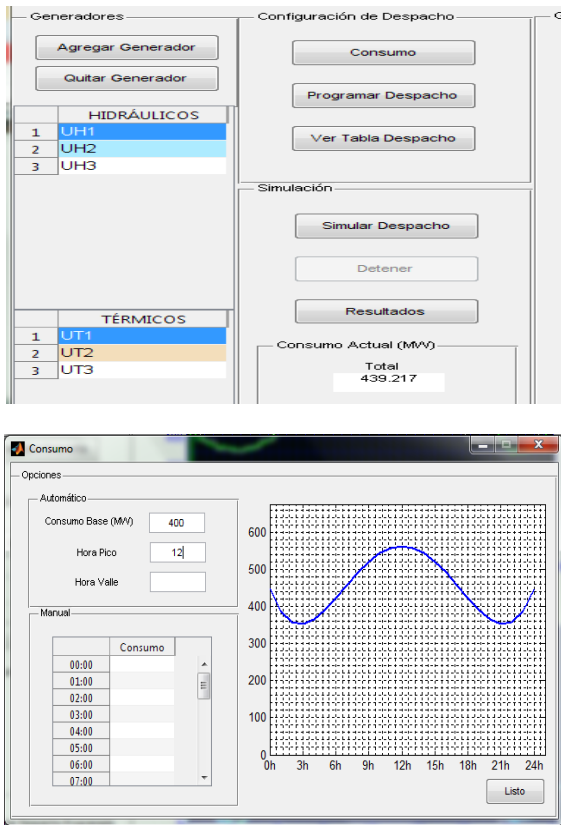 Generadores
Agregar Generador
Quitar Generador
HIDRÁULICOS
1 UH1
2 UH2
3 UH3
TÉRMICOS
1 UT1
2 UT2
3 UT3
Configuración de Despacho
Consumo
Programar Despacho
Ver Tabla Despacho
Simulación
Simular Despacho
Detener
Resultados
Consumo Actual (MW)
Total
439.217
Consumo
Opciones
Automático
Consumo Base (MW) 400
Hora Pico 12
Hora Valle
Manual
Consumo
00:00
01:00
02:00
03:00
04:00
05:00
06:00
07:00
600
500
400
300
200
100
0
0h 3h 6h 9h 12h 15h 18h 21h 24h
Listo